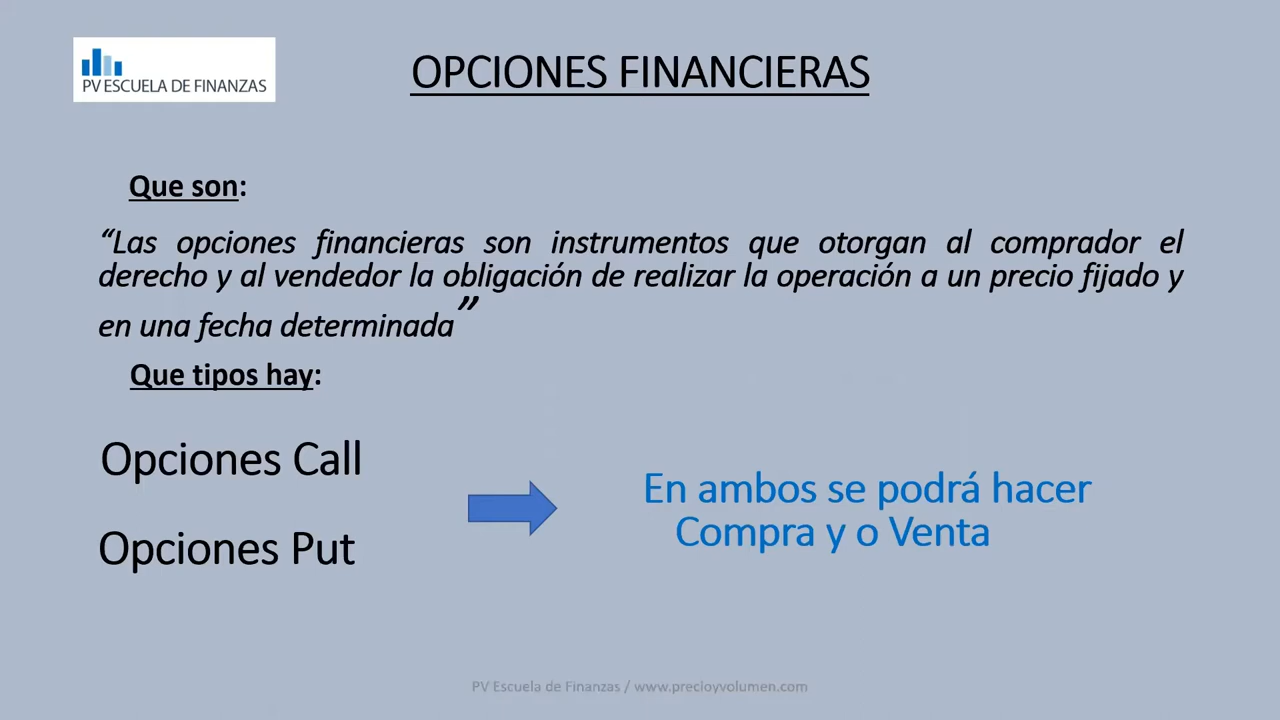 PV ESCUELA DE FINANZAS
OPCIONES FINANCIERAS
Que son:
“Las opciones financieras son instrumentos que otorgan al comprador el
derecho y al vendedor la obligación de realizar la operación a un precio fijado y
en una fecha determinada”
Que tipos hay:
Opciones Call
Opciones Put
En ambos se podrá hacer
Compra y o Venta
PV Escuela de Finanzas / www.precioyvolumen.com